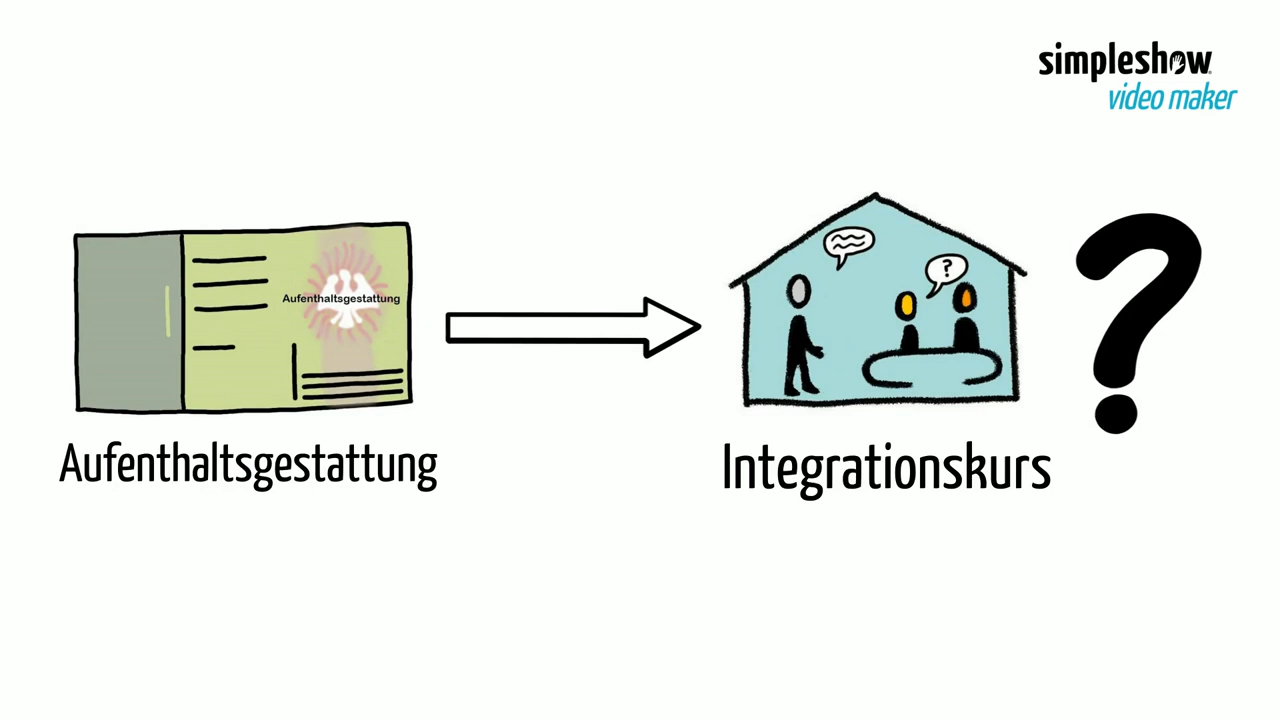 simpleshow
video maker
Aufenthaltsgestattung
?
?
Aufenthaltsgestattung
Integrationskurs